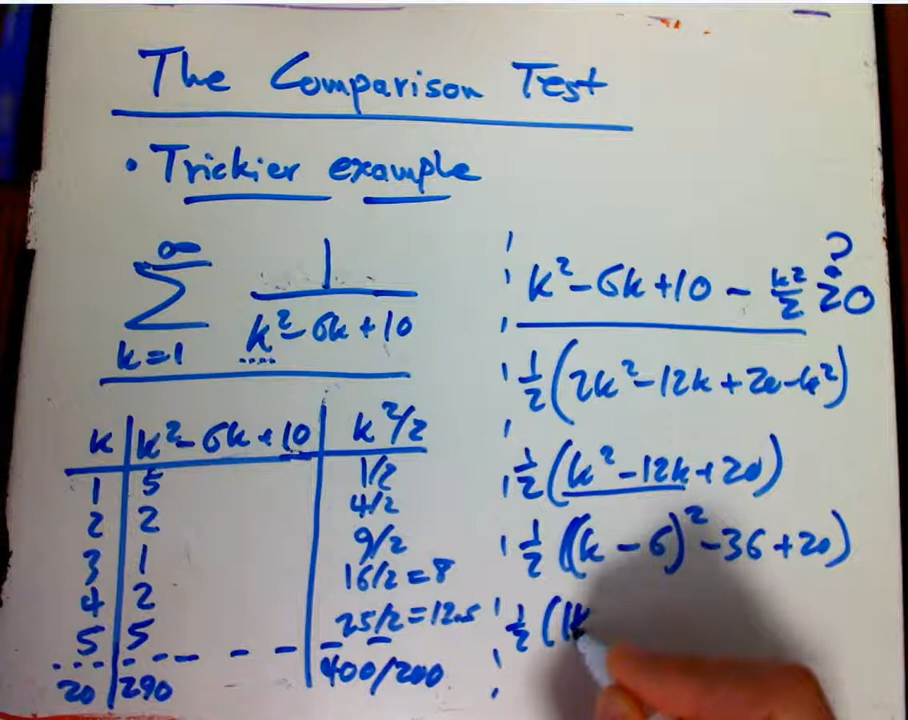 The Comparison Test
• Trickier example
∞
Σ 1 / (k² - 6k + 10)
k=1
k | k² - 6k + 10 | k²/2
1 | 5 | 1/2
2 | 2 | 4/2
3 | 1 | 9/2
4 | 2 | 16/2 = 8
5 | 5 | 25/2 = 12.5
20 | 290 | 400/200
k² - 6k + 10 - k²/2 ≥ 0 ?
1/2 (2k² - 12k + 20 - k²)
1/2 (k² - 12k + 20)
1/2 ((k - 6)² - 36 + 20)
1/2 ((k